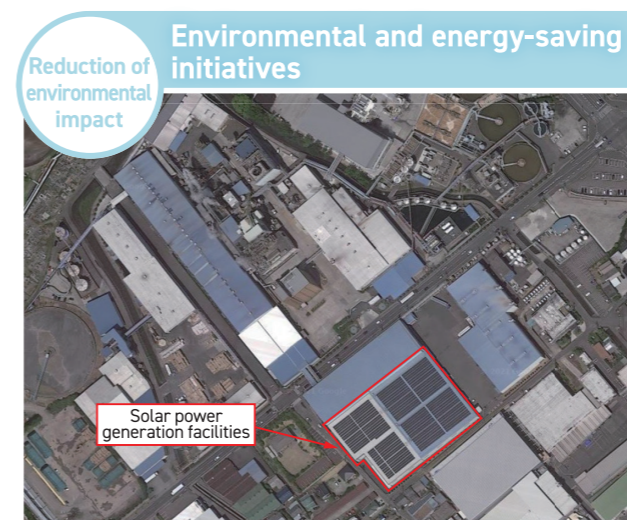 Environmental and energy-saving
initiatives
Reduction of
environmental
impact
Solar power
generation facilities